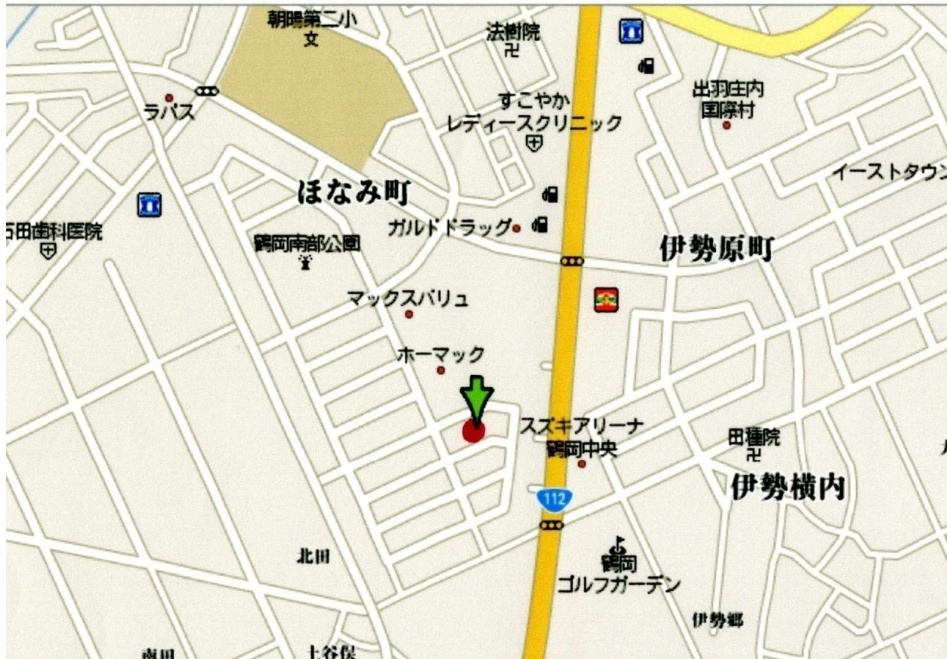 朝暘第二小
文
法樹院
卍
すこやか
レディースクリニック
出羽庄内
国際村
ラパス
イーストタウン
ほなみ町
石田歯科医院
鶴岡南部公園
ガルドドラッグ
伊勢原町
マックスバリュ
ホーマック
スズキアリーナ
鶴岡中央
田種院
卍
伊勢横内
112
北田
鶴岡
ゴルフガーデン
伊勢郷
南田
土谷俣